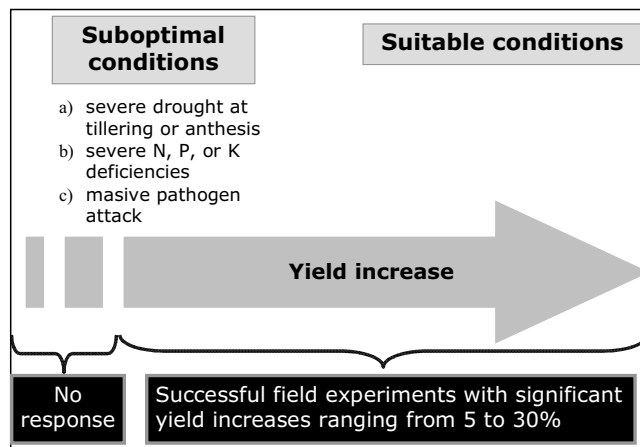 Suboptimal
conditions
Suitable conditions
a) severe drought at
tillering or anthesis
b) severe N, P, or K
deficiencies
c) masive pathogen
attack
Yield increase
No
response
Successful field experiments with significant
yield increases ranging from 5 to 30%